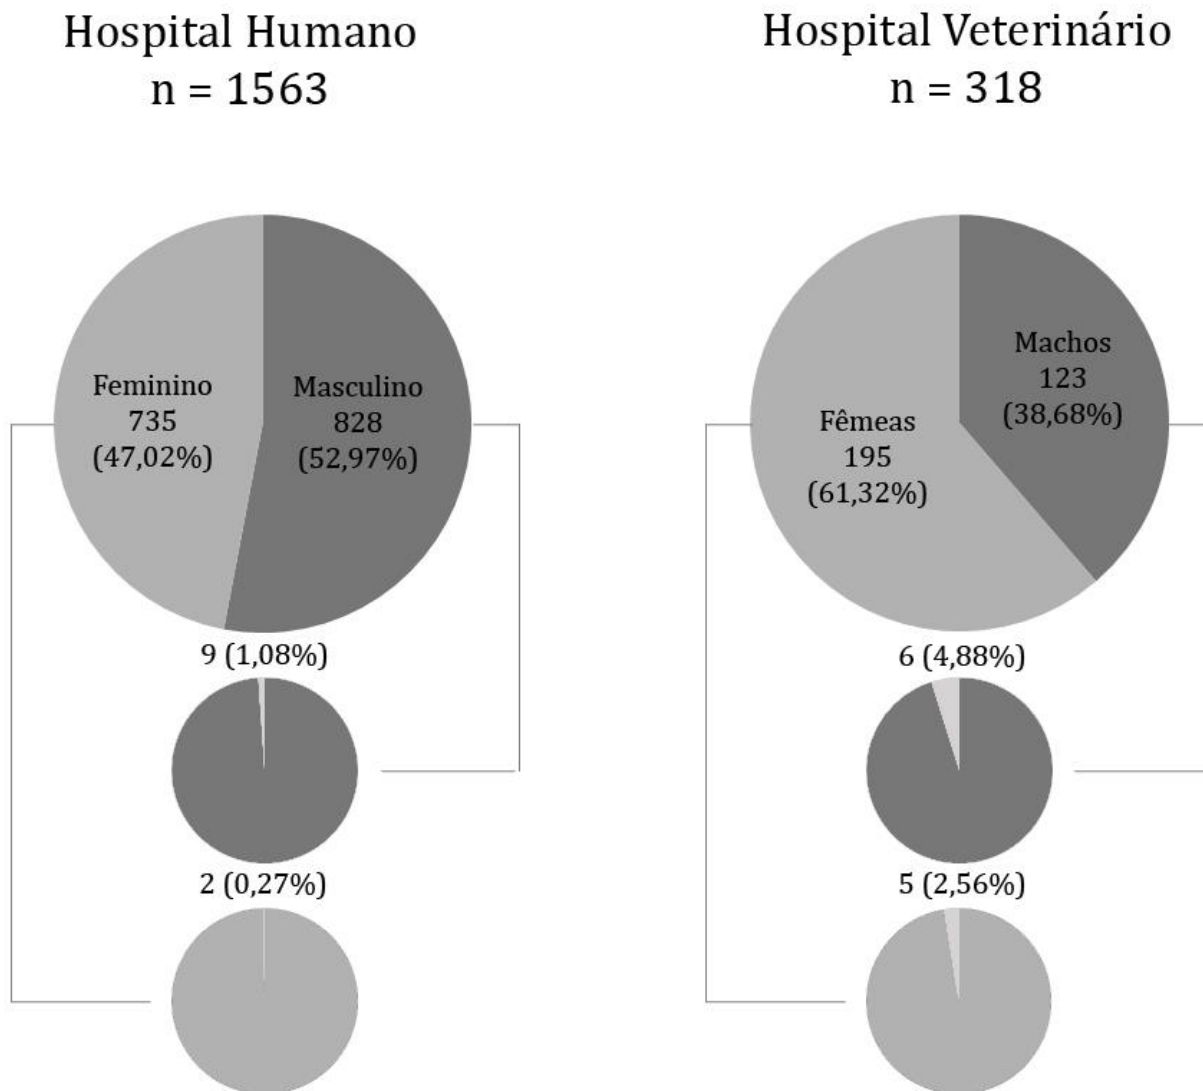 Hospital Humano
n = 1563
Feminino
735
(47,02%)
Masculino
828
(52,97%)
9 (1,08%)
2 (0,27%)
Hospital Veterinário
n = 318
Fêmeas
195
(61,32%)
Machos
123
(38,68%)
6 (4,88%)
5 (2,56%)